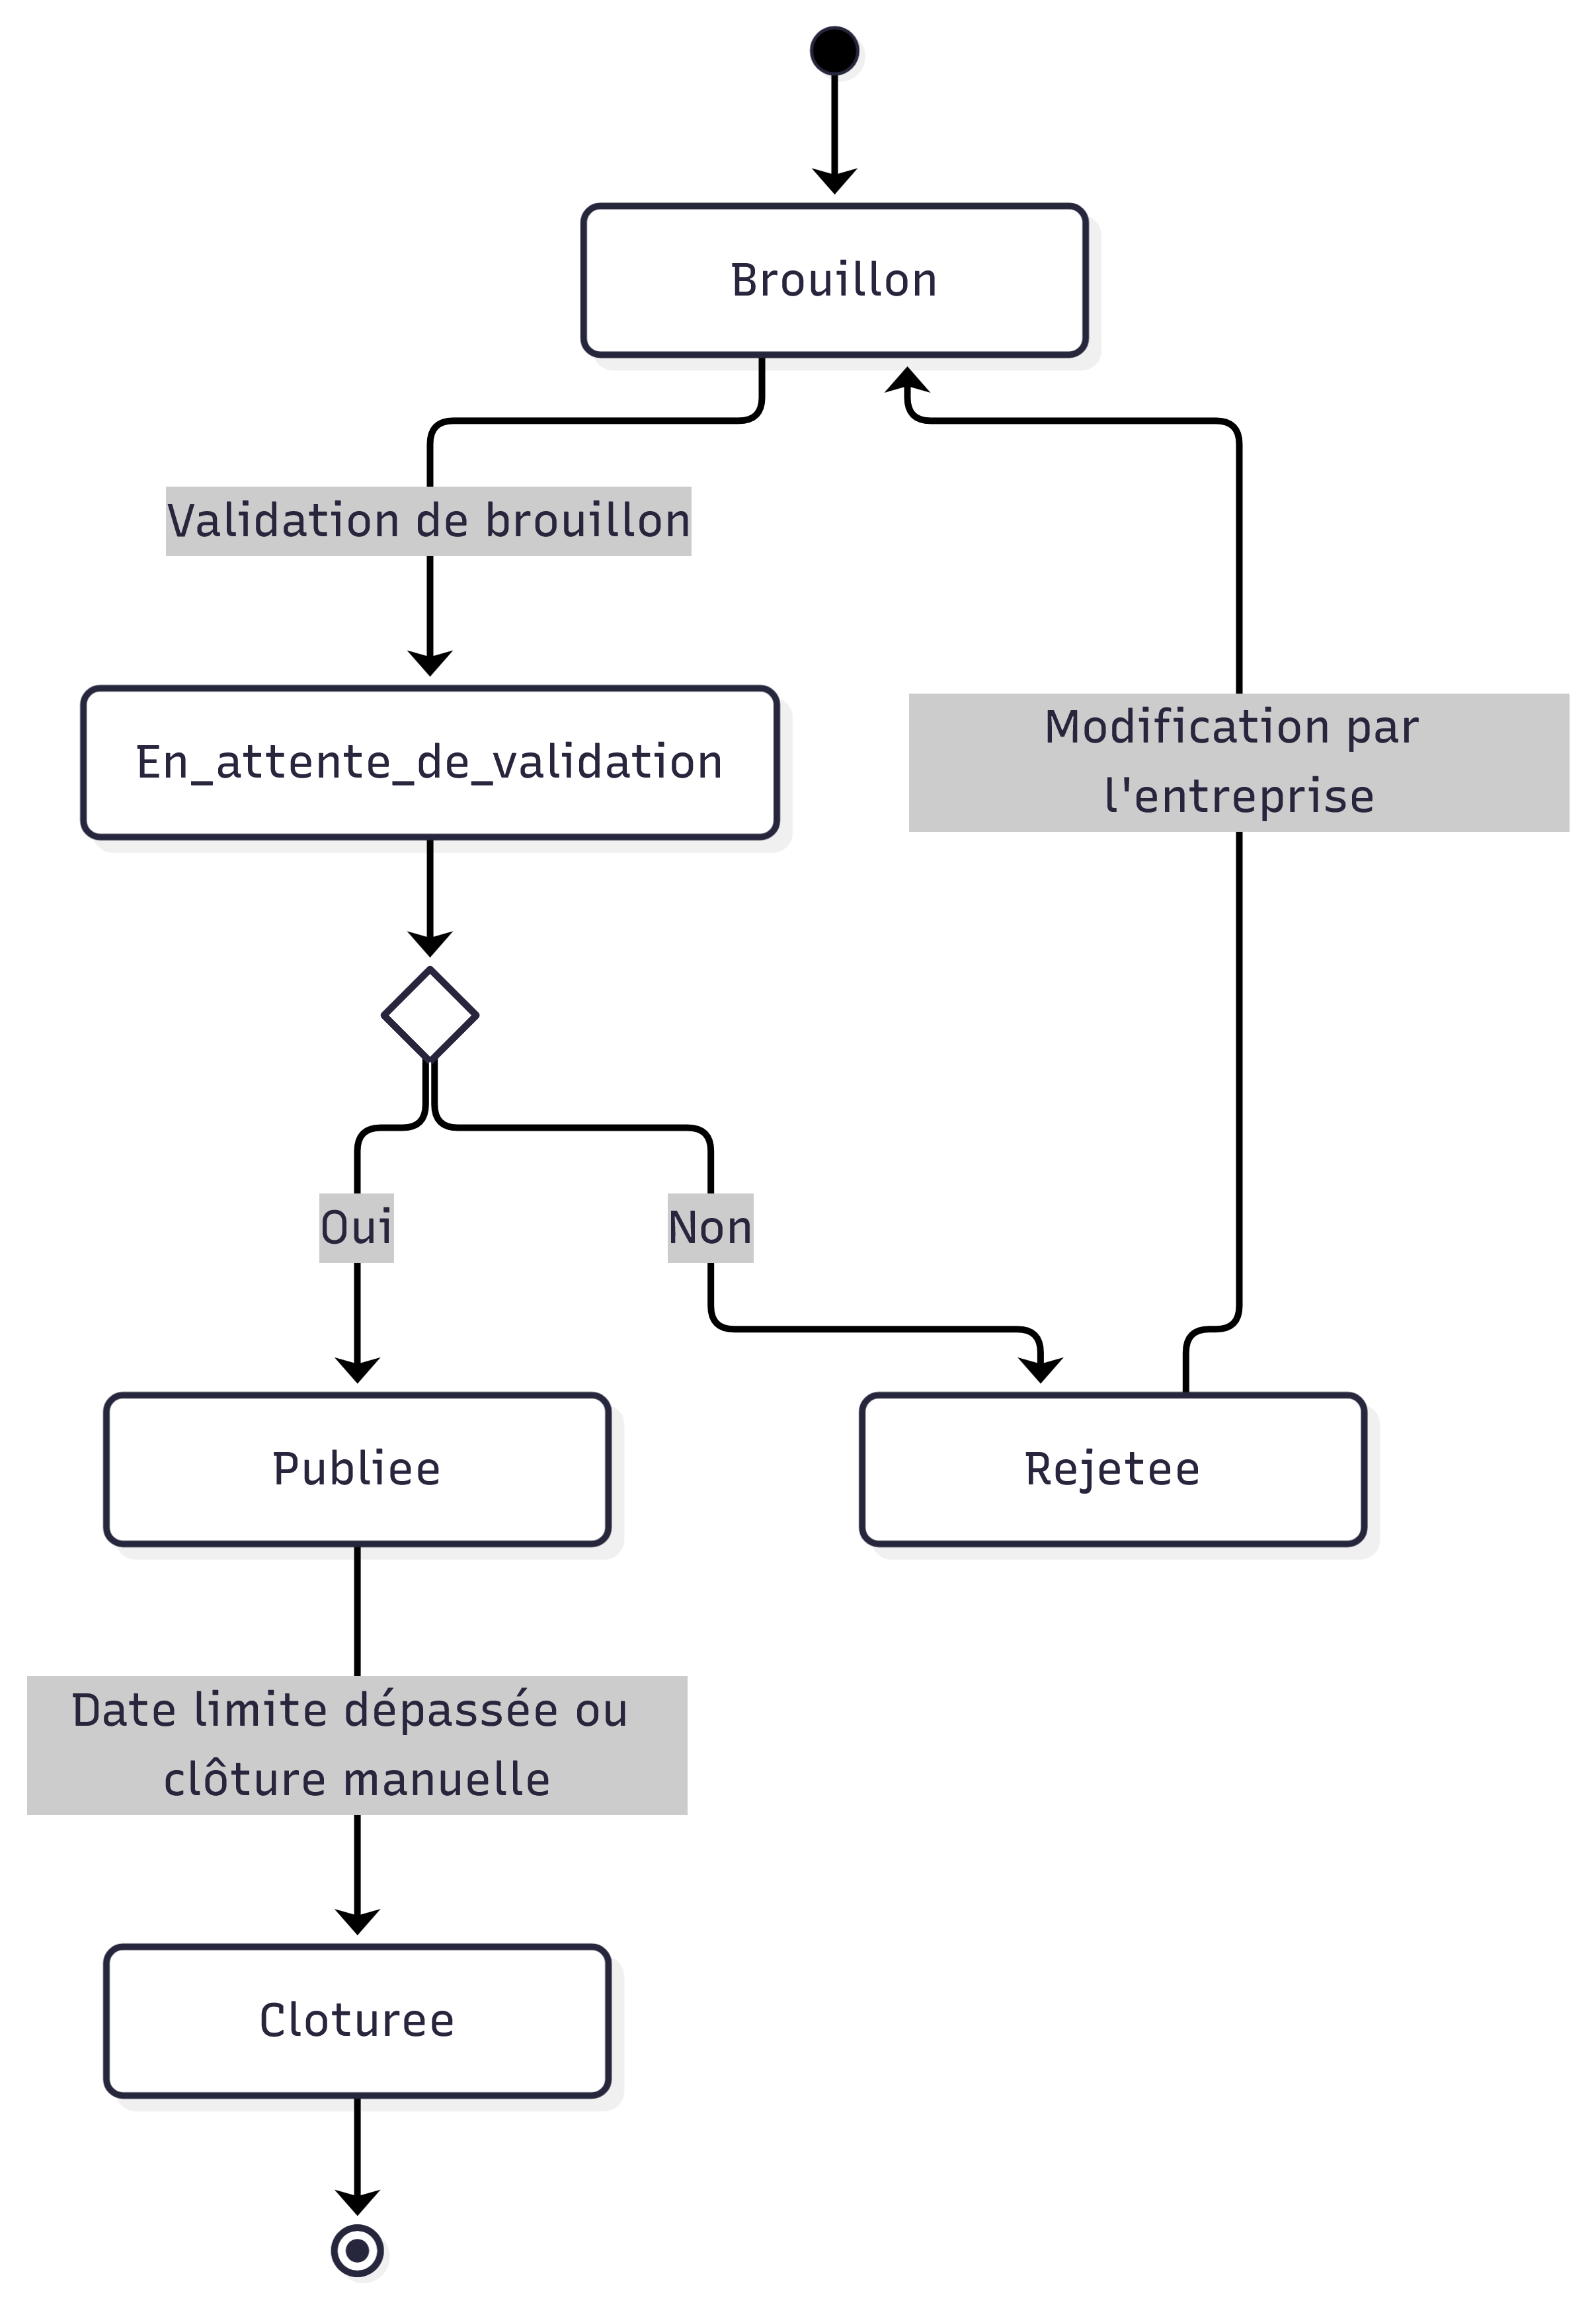 Brouillon
Validation de brouillon
En_attente_de_validation
Modification par
l'entreprise
Oui
Non
Publiee
Rejetee
Date limite dépassée ou
clôture manuelle
Cloturee